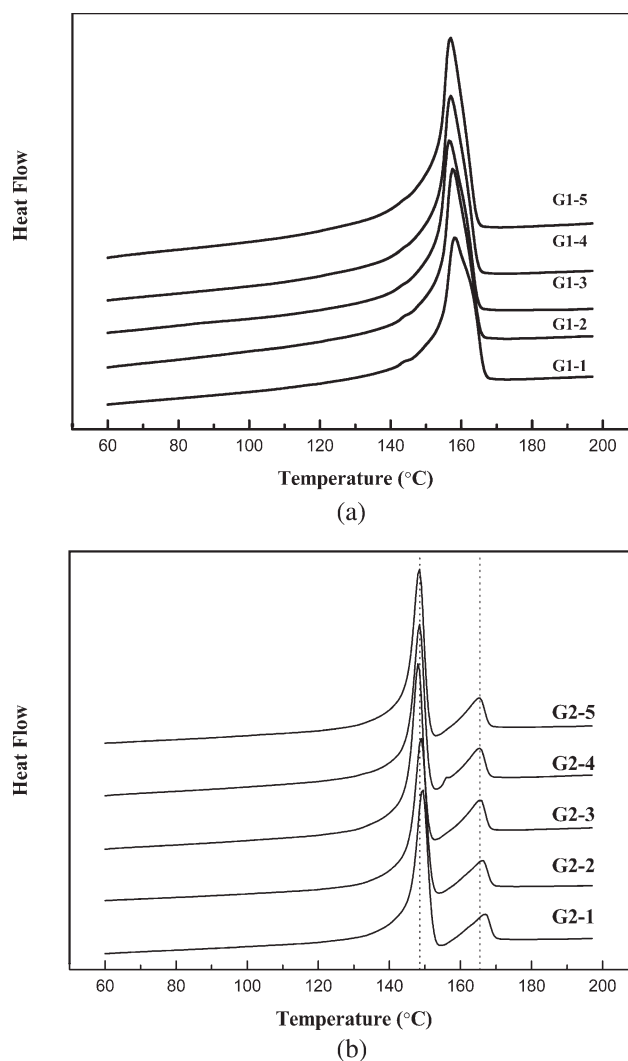 Heat Flow
G1-5
G1-4
G1-3
G1-2
G1-1
60 80 100 120 140 160 180 200
Temperature (°C)
(a)
Heat Flow
G2-5
G2-4
G2-3
G2-2
G2-1
60 80 100 120 140 160 180 200
Temperature (°C)
(b)